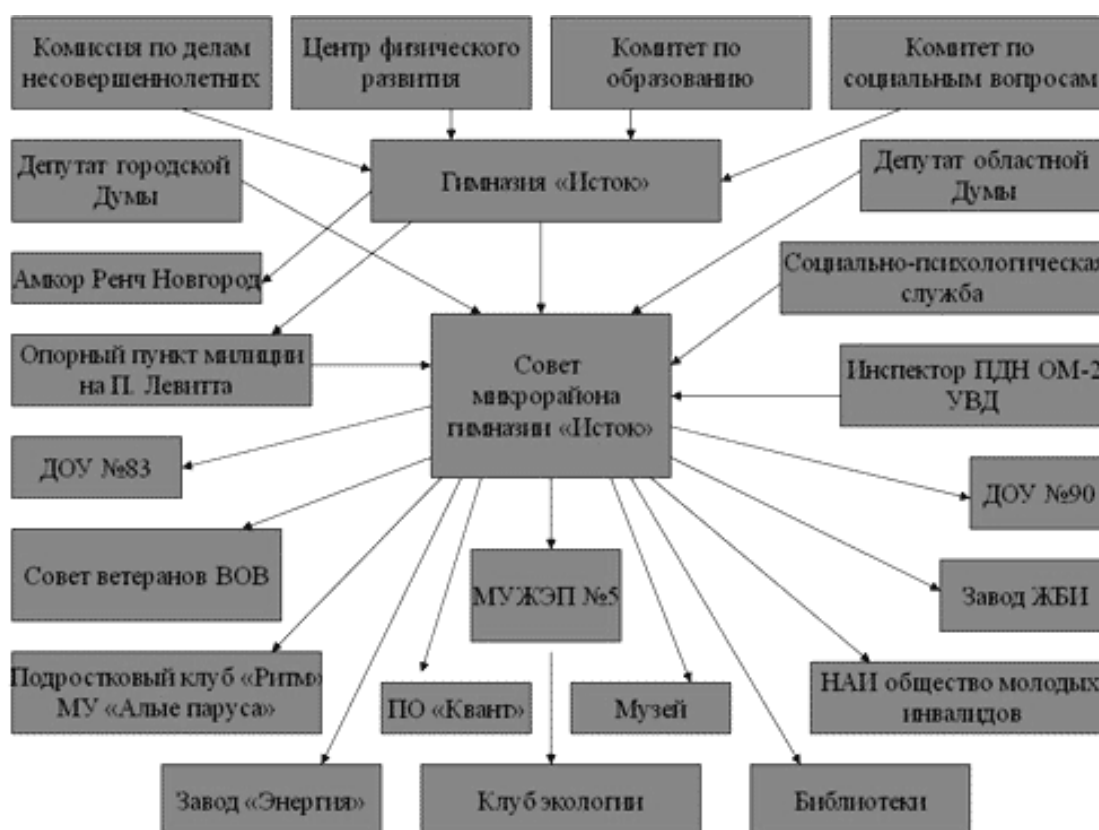 Комиссия по делам
несовершеннолетних
Центр физического
развития
Комитет по
образованию
Комитет по
социальным вопросам
Депутат городской
Думы
Гимназия «Исток»
Депутат областной
Думы
Амкор Ренч Новгород
Социально-психологическая
служба
Опорный пункт милиции
на П. Левитта
Совет
микрорайона
гимназии «Исток»
Инспектор ПДН ОМ-2
УВД
ДОУ №83
ДОУ №90
Совет ветеранов ВОВ
МУЖЭП №5
Завод ЖБИ
Подростковый клуб «Ритм»
МУ «Алые паруса»
ПО «Квант»
Музей
НАИ общество молодых
инвалидов
Завод «Энергия»
Клуб экологии
Библиотеки